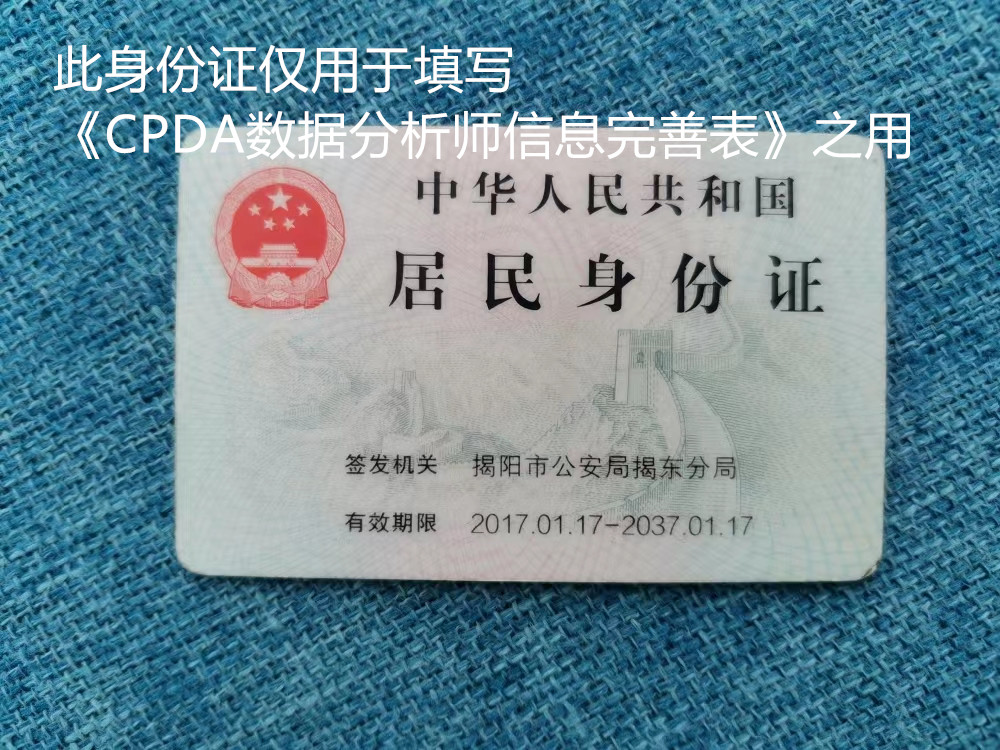 此身份证仅用于填写
《CPDA数据分析师信息完善表》之用
中华人民共和国
居民身份证
签发机关 揭阳市公安局揭东分局
有效期限 2017.01.17-2037.01.17